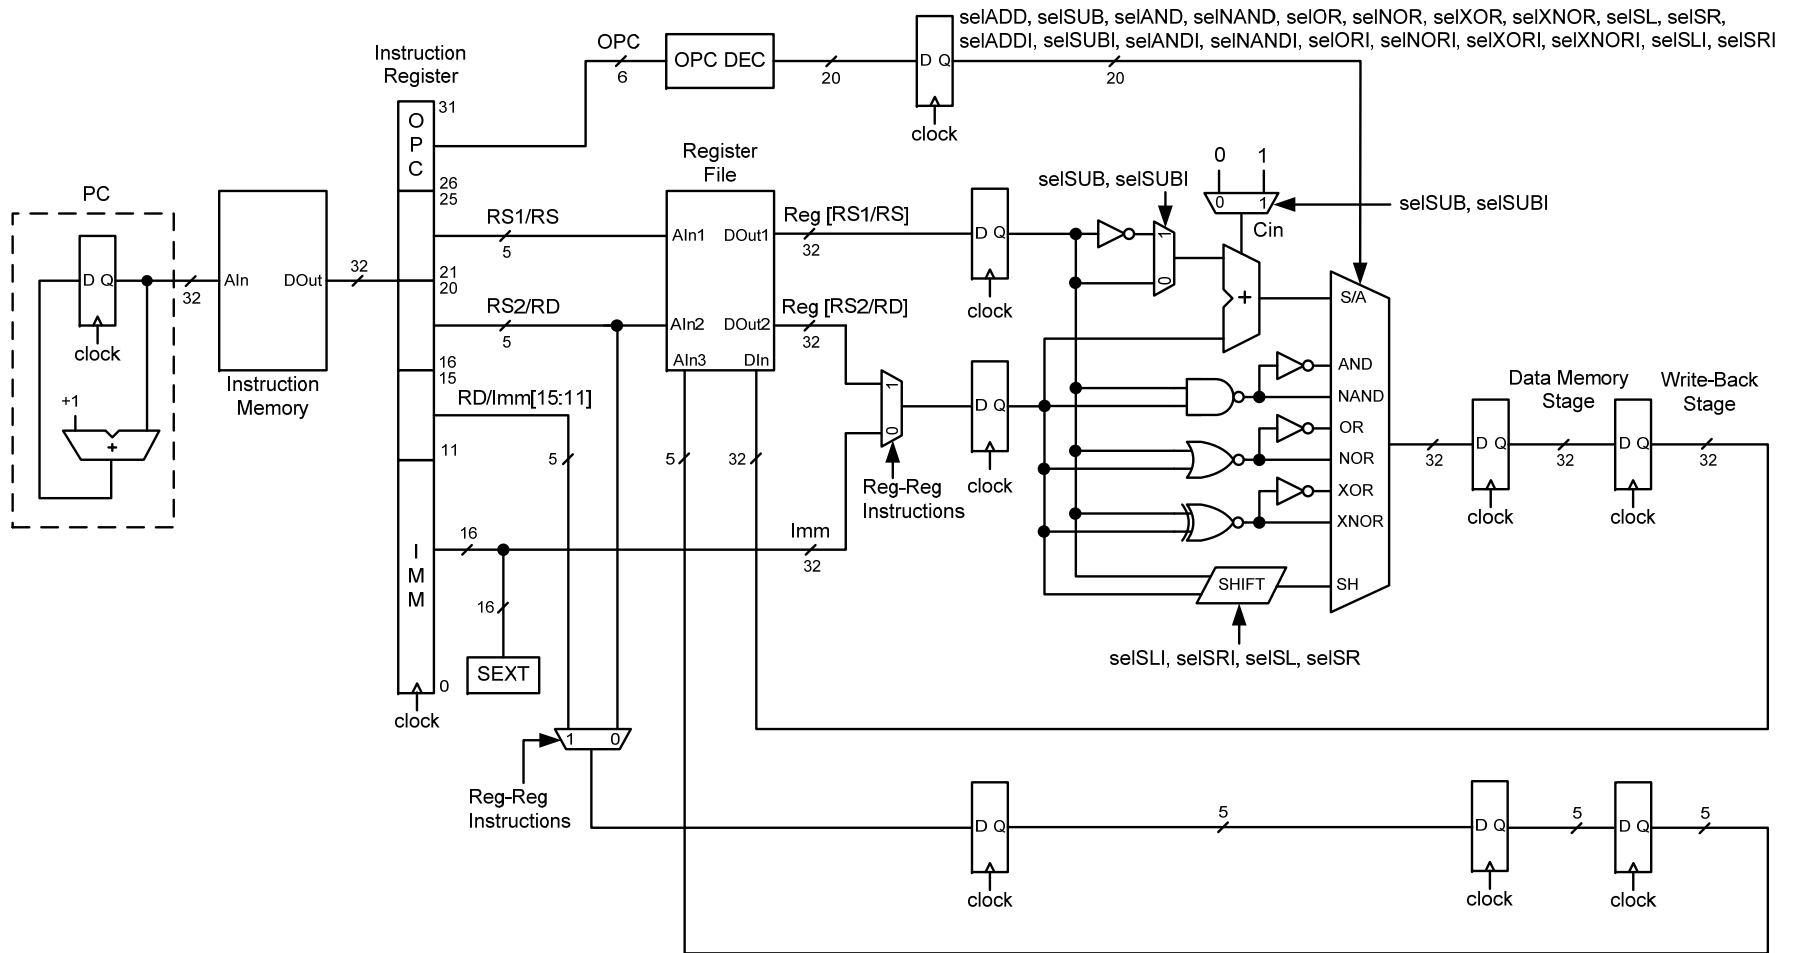 selADD, selSUB, selAND, selNAND, selOR, selNOR, selXOR, selXNOR, selSL, selSR,
selADDI, selSUBI, selANDI, selNANDI, selORI, selNORI, selXORI, selXNORI, selSLI, selSRI
Instruction
Register
OPC
6
OPC DEC
20
D Q
clock
20
31
O
P
C
26
25
21
20
16
15
11
I
M
M
0
clock
PC
D Q
clock
+1
+
32
AIn
DOut
Instruction
Memory
32
RS1/RS
5
RS2/RD
5
RD/Imm[15:11]
5
16
16
SEXT
Register
File
AIn1
DOut1
AIn2
DOut2
AIn3
DIn
5
32
Reg [RS1/RS]
32
Reg [RS2/RD]
32
1
0
Reg-Reg
Instructions
Imm
32
D Q
clock
D Q
clock
selSUB, selSUBI
1
0
0
1
0
1
selSUB, selSUBI
Cin
+
S/A
AND
NAND
OR
NOR
XOR
XNOR
SH
SHIFT
selSLI, selSRI, selSL, selSR
32
Data Memory
Stage
Write-Back
Stage
D Q
clock
32
D Q
clock
32
1
0
Reg-Reg
Instructions
D Q
clock
5
D Q
clock
5
D Q
clock
5